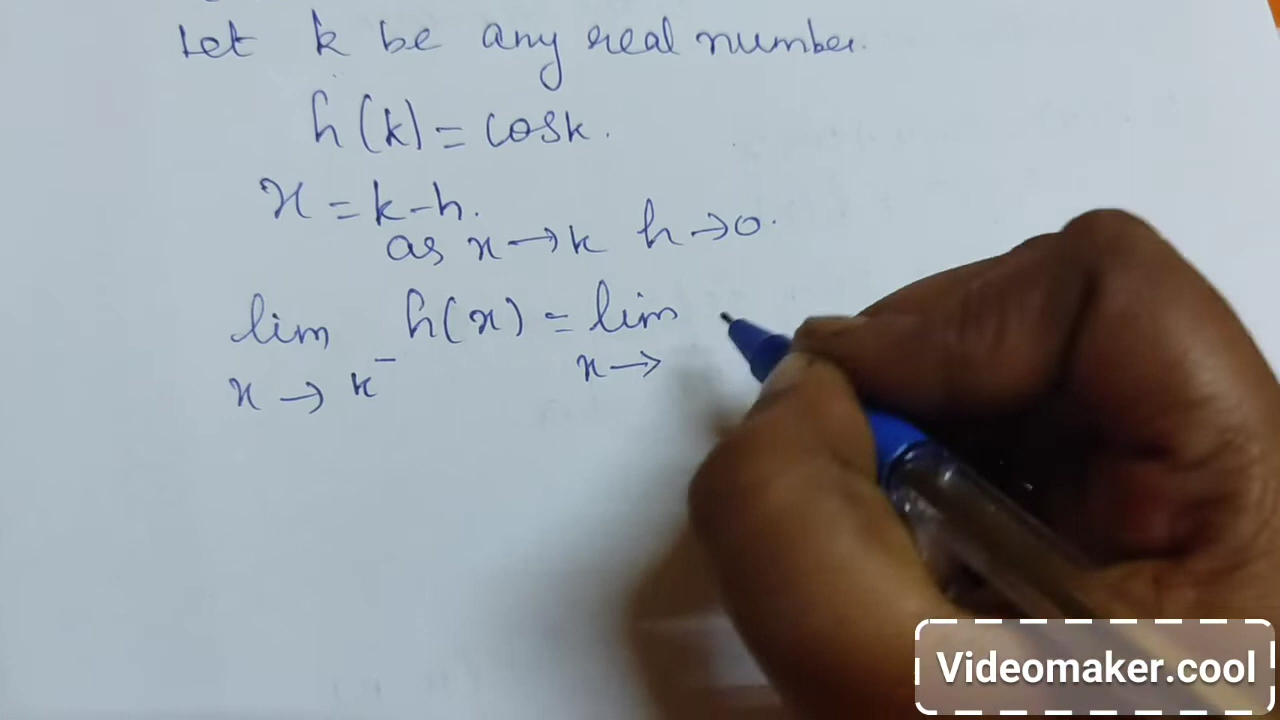 Let k be any real number.
h(k) = cosk.
x = k-h.
as x→k h→0.
lim h(x) = lim
x → k⁻ x→
Videomaker.cool